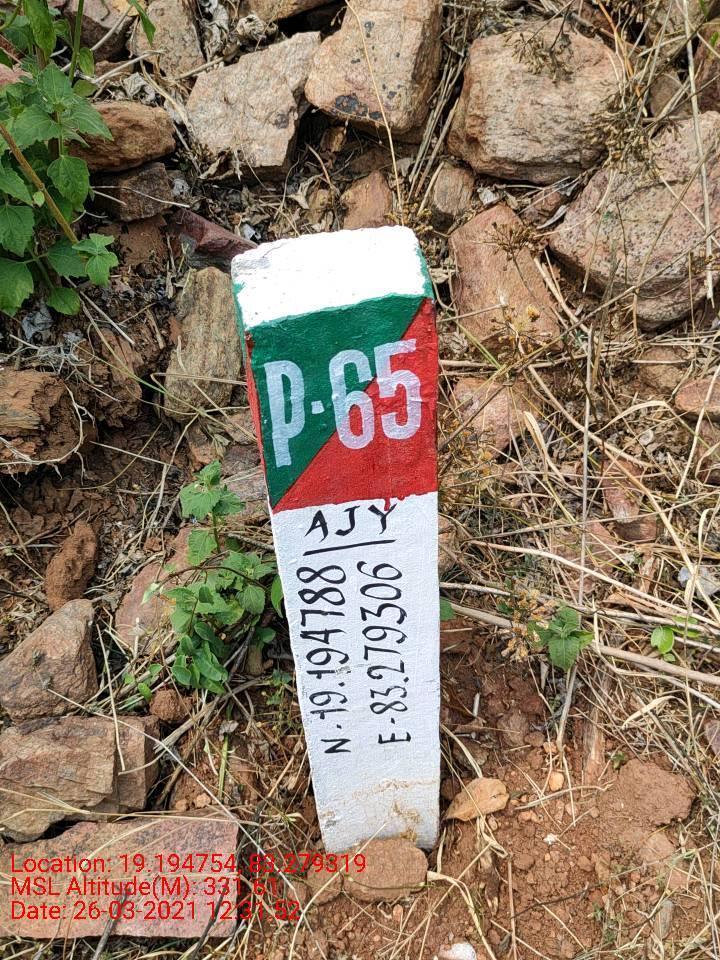 P-65
AJY
N-19.194788
E-83.279306
Location: 19.194754, 83.279319
MSL Altitude(M): 331.61
Date: 26-03-2021 12:31:52